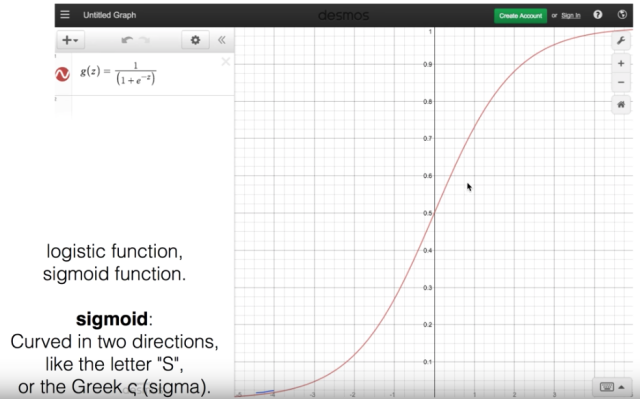 Untitled Graph
desmos
Create Account or Sign In
g(z) = 1/(1+e^-z)
1
0.9
0.8
0.7
0.6
0.5
0.4
0.3
0.2
0.1
-5 -4 -3 -2 -1 0 1 2 3
logistic function,
sigmoid function.
sigmoid:
Curved in two directions,
like the letter "S",
or the Greek ς (sigma).